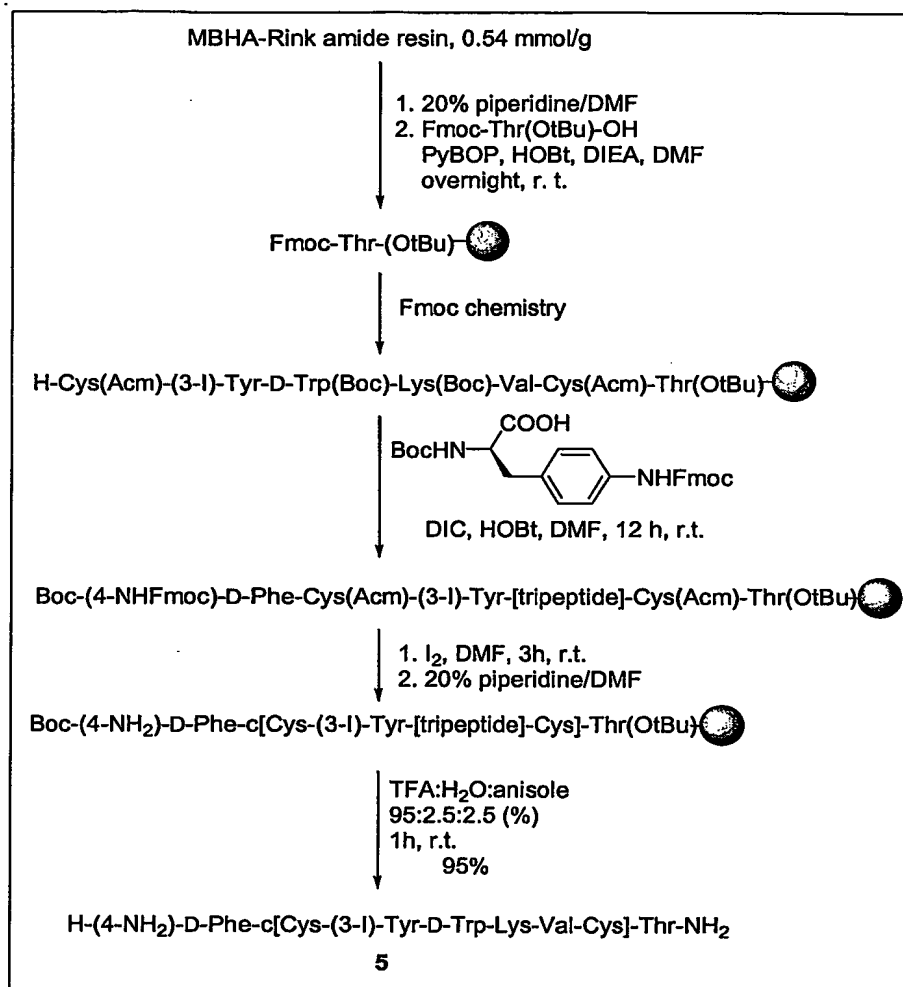 MBHA-Rink amide resin, 0.54 mmol/g
1. 20% piperidine/DMF
2. Fmoc-Thr(OtBu)-OH
PyBOP, HOBt, DIEA, DMF
overnight, r. t.
Fmoc-Thr-(OtBu)
Fmoc chemistry
H-Cys(Acm)-(3-I)-Tyr-D-Trp(Boc)-Lys(Boc)-Val-Cys(Acm)-Thr(OtBu)
COOH
BocHN
NHFmoc
DIC, HOBt, DMF, 12 h, r.t.
Boc-(4-NHFmoc)-D-Phe-Cys(Acm)-(3-I)-Tyr-[tripeptide]-Cys(Acm)-Thr(OtBu)
1. I₂, DMF, 3h, r.t.
2. 20% piperidine/DMF
Boc-(4-NH₂)-D-Phe-c[Cys-(3-I)-Tyr-[tripeptide]-Cys]-Thr(OtBu)
TFA:H₂O:anisole
95:2.5:2.5 (%)
1h, r.t.
95%
H-(4-NH₂)-D-Phe-c[Cys-(3-I)-Tyr-D-Trp-Lys-Val-Cys]-Thr-NH₂
5